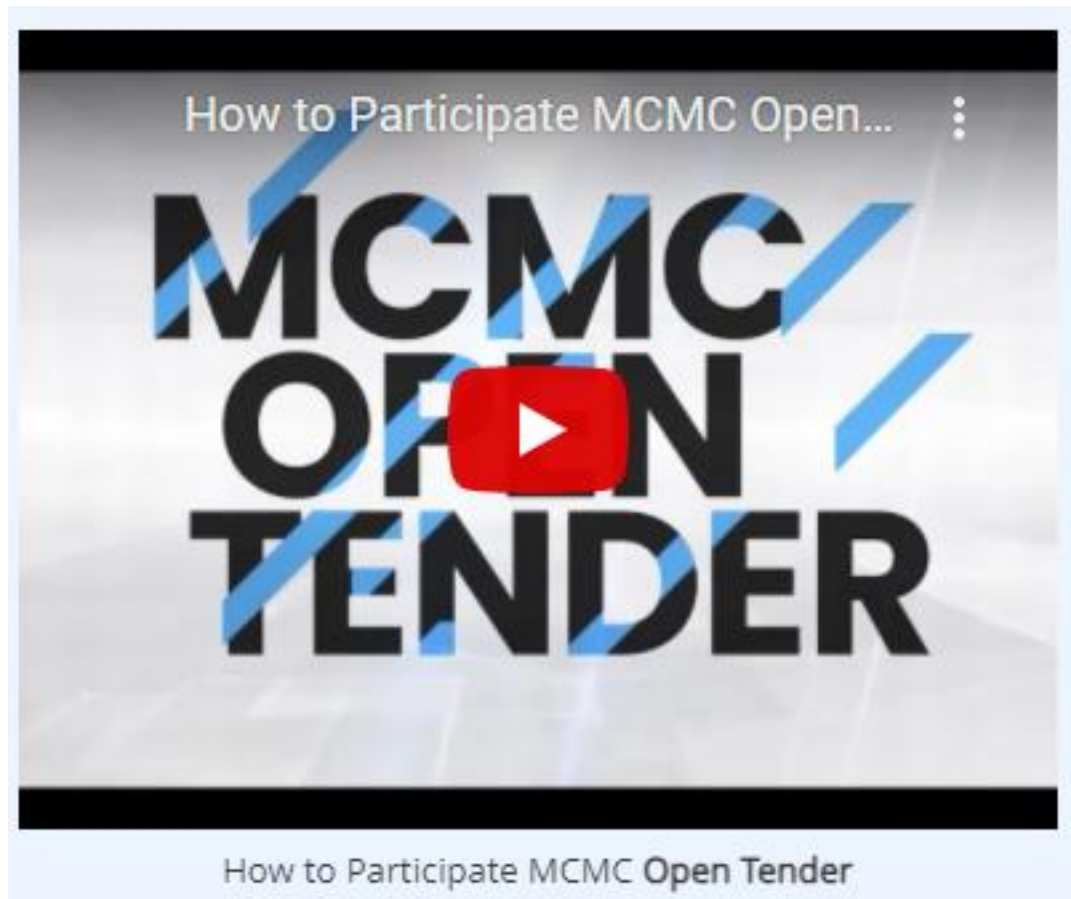 How to Participate MCMC Open...
MCMC
OPEN
TENDER
How to Participate MCMC Open Tender